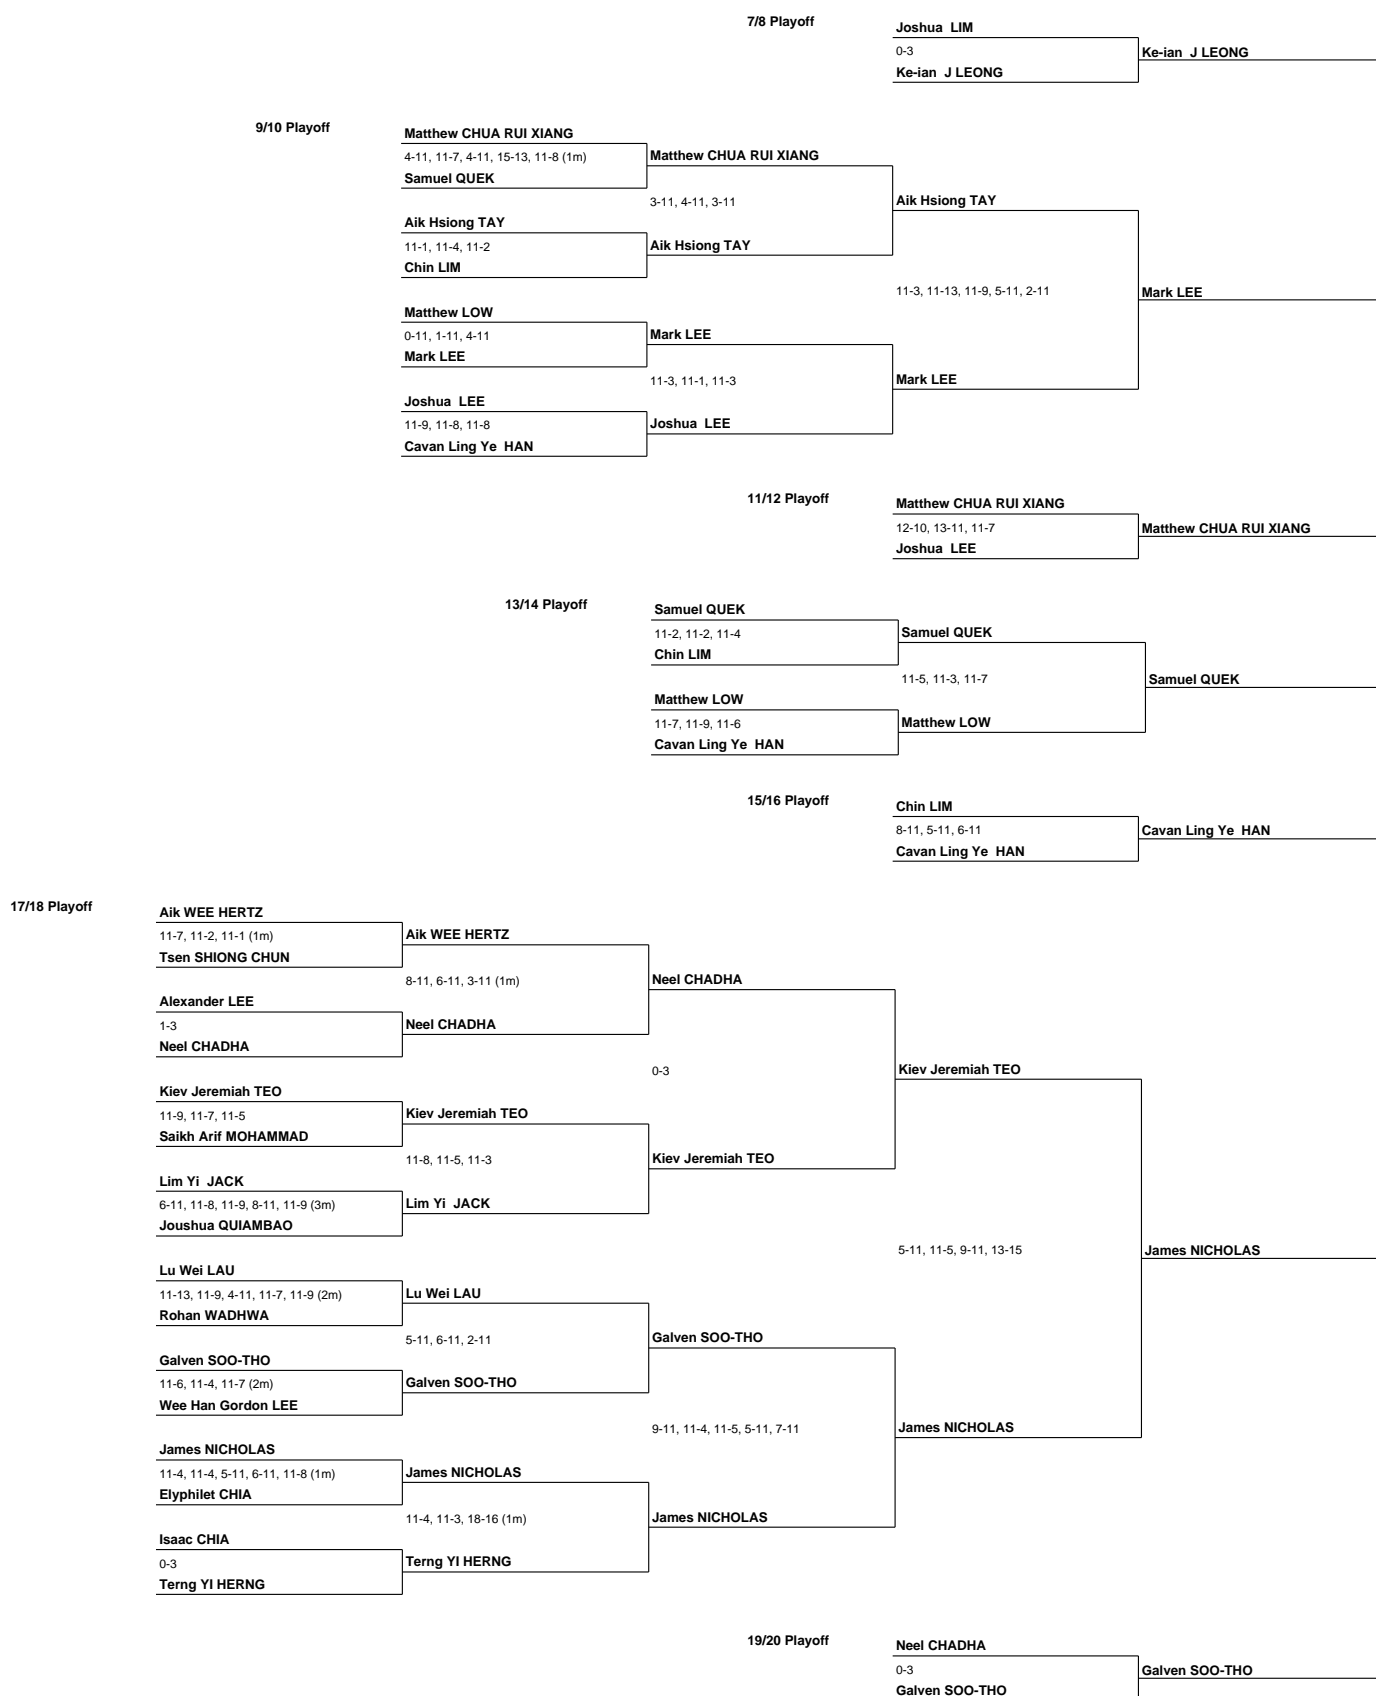 7/8 Playoff
Joshua  LIM
0-3
Ke-ian  J LEONG
Ke-ian  J LEONG
9/10 Playoff
Matthew CHUA RUI XIANG
4-11, 11-7, 4-11, 15-13, 11-8 (1m)
Samuel QUEK
Matthew CHUA RUI XIANG
3-11, 4-11, 3-11
Aik Hsiong TAY
11-1, 11-4, 11-2
Chin LIM
Aik Hsiong TAY
Aik Hsiong TAY
11-3, 11-13, 11-9, 5-11, 2-11
Mark LEE
Matthew LOW
0-11, 1-11, 4-11
Mark LEE
Mark LEE
11-3, 11-1, 11-3
Mark LEE
Joshua  LEE
11-9, 11-8, 11-8
Cavan Ling Ye  HAN
Joshua  LEE
11/12 Playoff
Matthew CHUA RUI XIANG
12-10, 13-11, 11-7
Joshua  LEE
Matthew CHUA RUI XIANG
13/14 Playoff
Samuel QUEK
11-2, 11-2, 11-4
Chin LIM
Samuel QUEK
11-5, 11-3, 11-7
Samuel QUEK
Matthew LOW
11-7, 11-9, 11-6
Cavan Ling Ye  HAN
Matthew LOW
15/16 Playoff
Chin LIM
8-11, 5-11, 6-11
Cavan Ling Ye  HAN
Cavan Ling Ye  HAN
17/18 Playoff
Aik WEE HERTZ
11-7, 11-2, 11-1 (1m)
Tsen SHIONG CHUN
Aik WEE HERTZ
8-11, 6-11, 3-11 (1m)
Neel CHADHA
Alexander LEE
1-3
Neel CHADHA
Neel CHADHA
0-3
Kiev Jeremiah TEO
Kiev Jeremiah TEO
11-9, 11-7, 11-5
Saikh Arif MOHAMMAD
Kiev Jeremiah TEO
11-8, 11-5, 11-3
Kiev Jeremiah TEO
Lim Yi  JACK
6-11, 11-8, 11-9, 8-11, 11-9 (3m)
Joushua QUIAMBAO
Lim Yi  JACK
5-11, 11-5, 9-11, 13-15
James NICHOLAS
Lu Wei LAU
11-13, 11-9, 4-11, 11-7, 11-9 (2m)
Rohan WADHWA
Lu Wei LAU
5-11, 6-11, 2-11
Galven SOO-THO
Galven SOO-THO
11-6, 11-4, 11-7 (2m)
Wee Han Gordon LEE
Galven SOO-THO
9-11, 11-4, 11-5, 5-11, 7-11
James NICHOLAS
James NICHOLAS
11-4, 11-4, 5-11, 6-11, 11-8 (1m)
Elyphilet CHIA
James NICHOLAS
11-4, 11-3, 18-16 (1m)
James NICHOLAS
Isaac CHIA
0-3
Terng YI HERNG
Terng YI HERNG
19/20 Playoff
Neel CHADHA
0-3
Galven SOO-THO
Galven SOO-THO